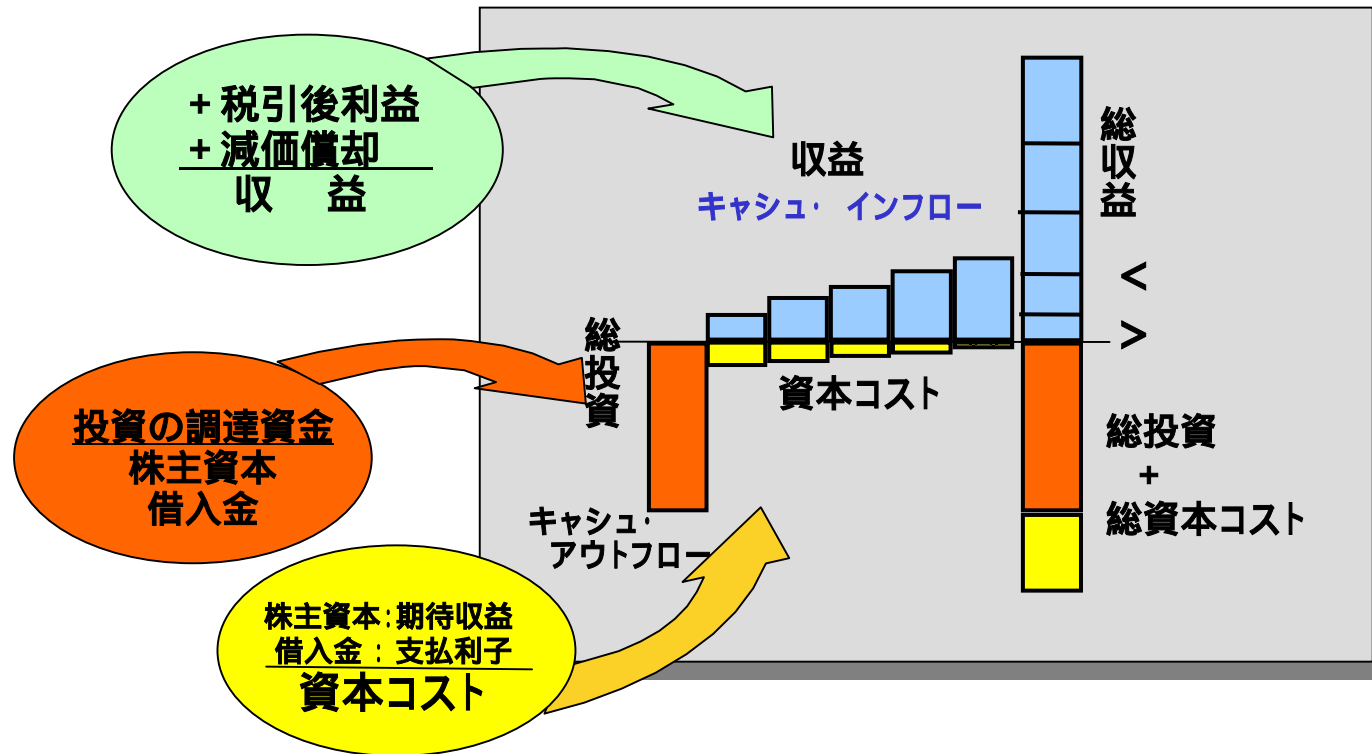 + 税引後利益
+ 減価償却
収 益
収益
キャシュ・ インフロー
総収益
<
>
総投資
資本コスト
投資の調達資金
株主資本
借入金
総投資
+
総資本コスト
キャシュ・
アウトフロー
株主資本:期待収益
借入金 : 支払利子
資本コスト